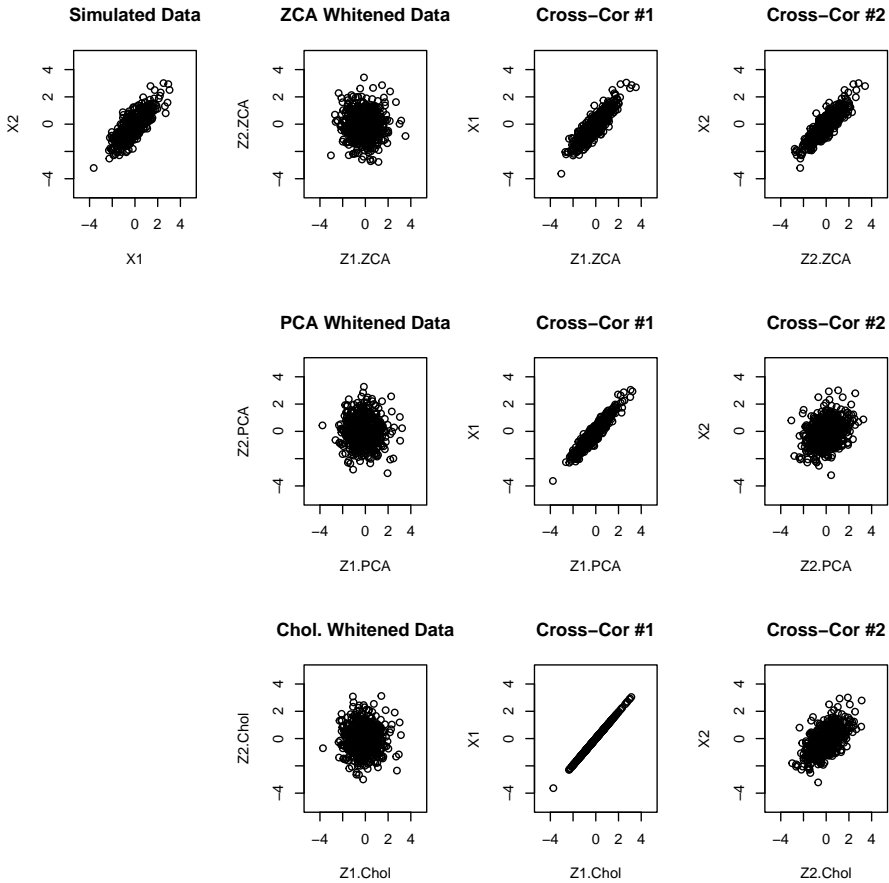 Simulated Data
X2
4
2
0
−4
−4 0 2 4
X1
ZCA Whitened Data
Z2.ZCA
4
2
0
−4
−4 0 2 4
Z1.ZCA
Cross−Cor #1
X1
4
2
0
−4
−4 0 2 4
Z1.ZCA
Cross−Cor #2
X2
4
2
0
−4
−4 0 2 4
Z2.ZCA
PCA Whitened Data
Z2.PCA
4
2
0
−4
−4 0 2 4
Z1.PCA
Cross−Cor #1
X1
4
2
0
−4
−4 0 2 4
Z1.PCA
Cross−Cor #2
X2
4
2
0
−4
−4 0 2 4
Z2.PCA
Chol. Whitened Data
Z2.Chol
4
2
0
−4
−4 0 2 4
Z1.Chol
Cross−Cor #1
X1
4
2
0
−4
−4 0 2 4
Z1.Chol
Cross−Cor #2
X2
4
2
0
−4
−4 0 2 4
Z2.Chol